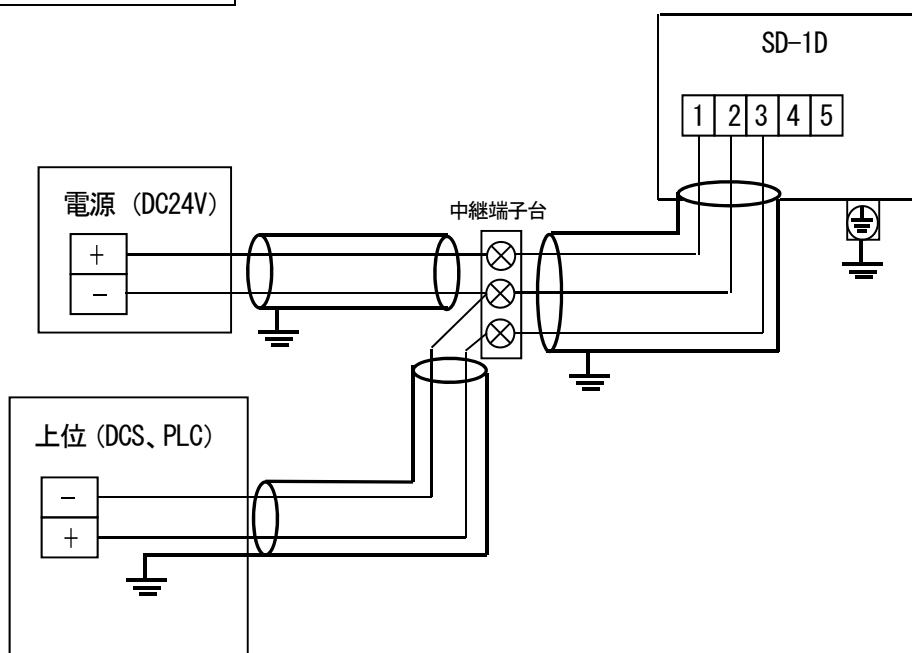 SD-1D
1 2 3 4 5
電源 (DC24V)
+
-
中継端子台
上位 (DCS、PLC)
-
+